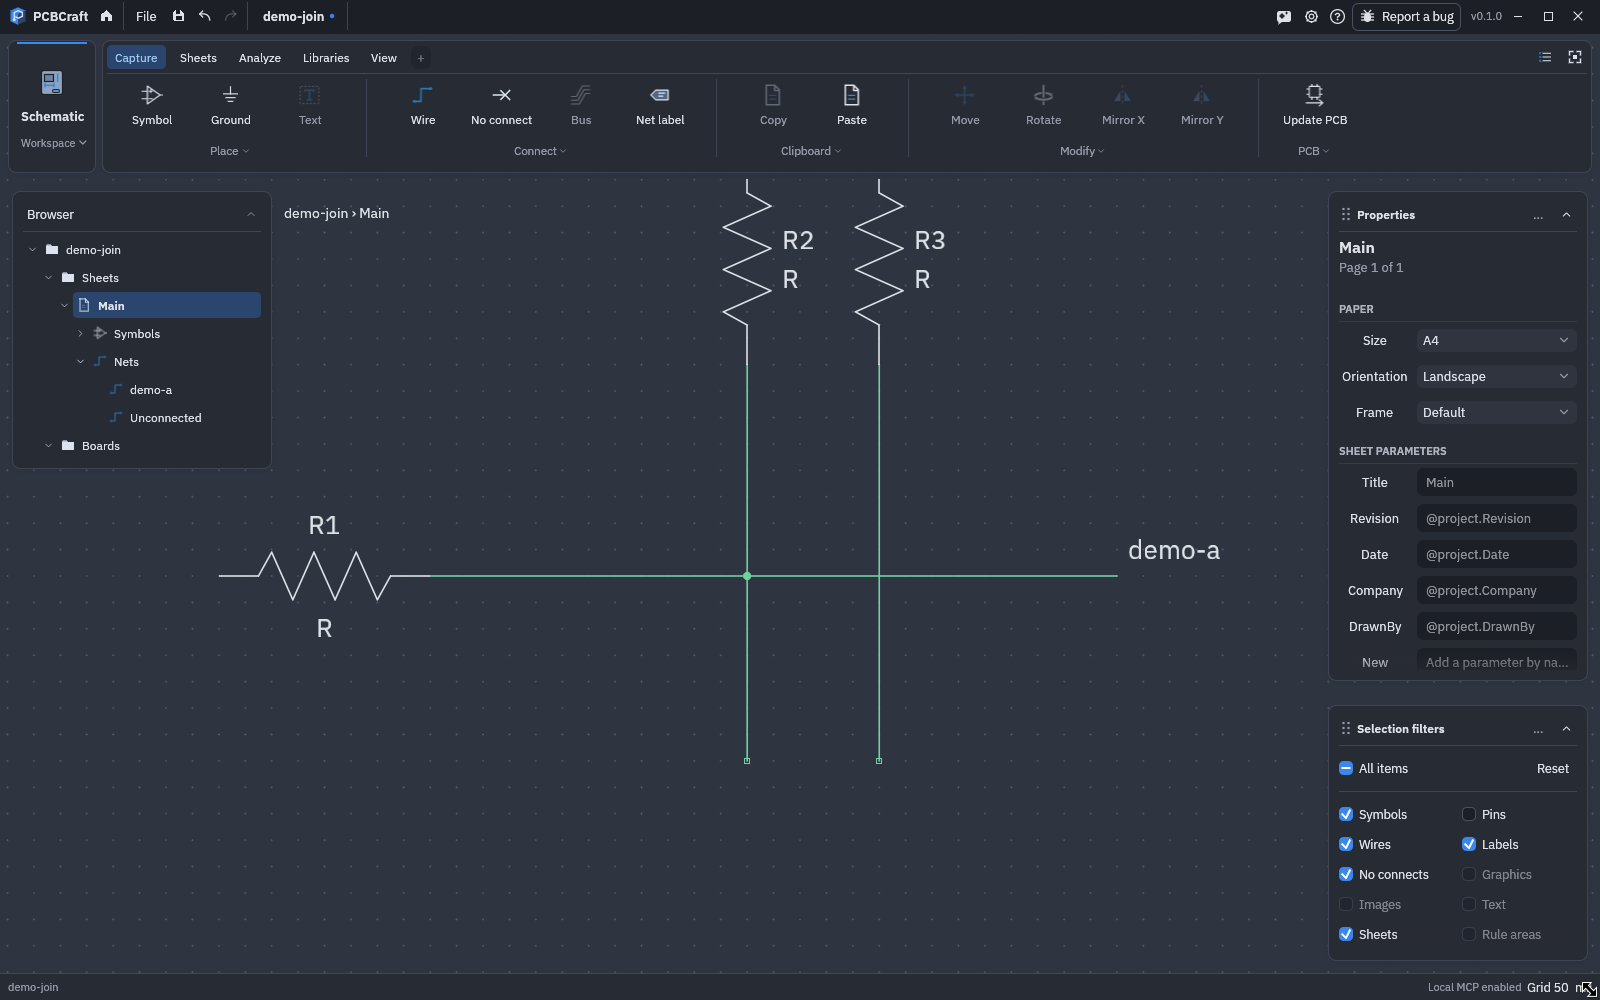 PCBCraft File demo-join Report a bug v0.1.0
Schematic
Workspace
Capture Sheets Analyze Libraries View +
Symbol Ground Text Wire No connect Bus Net label Copy Paste Move Rotate Mirror X Mirror Y Update PCB
Place Connect Clipboard Modify PCB
Browser
demo-join
Sheets
Main
Symbols
Nets
demo-a
Unconnected
Boards
demo-join › Main
R2
R
R3
R
R1
R
demo-a
Properties ...
Main
Page 1 of 1
PAPER
Size A4
Orientation Landscape
Frame Default
SHEET PARAMETERS
Title Main
Revision @project.Revision
Date @project.Date
Company @project.Company
DrawnBy @project.DrawnBy
New Add a parameter by na...
Selection filters ...
All items Reset
Symbols Pins
Wires Labels
No connects Graphics
Images Text
Sheets Rule areas
demo-join Local MCP enabled Grid 50